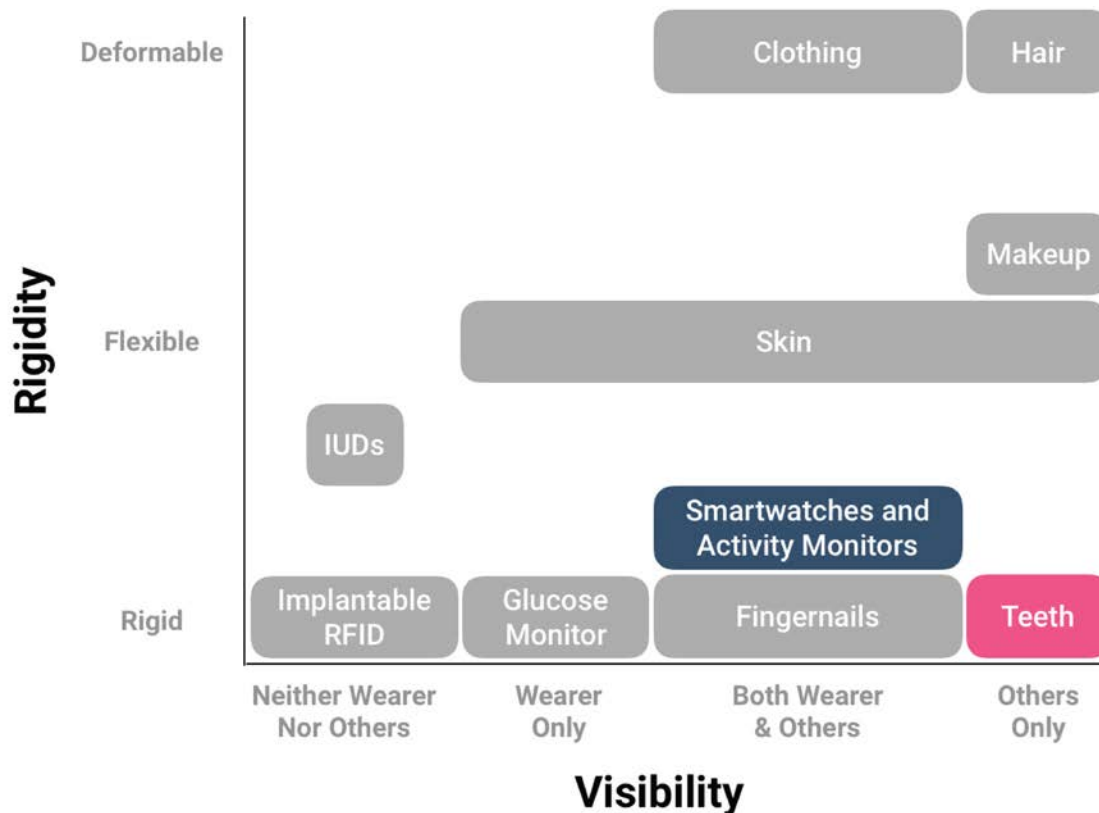 Deformable
Clothing
Hair
Makeup
Rigidity
Flexible
Skin
IUDs
Smartwatches and
Activity Monitors
Rigid
Implantable
RFID
Glucose
Monitor
Fingernails
Teeth
Neither Wearer
Nor Others
Wearer
Only
Both Wearer
& Others
Others
Only
Visibility